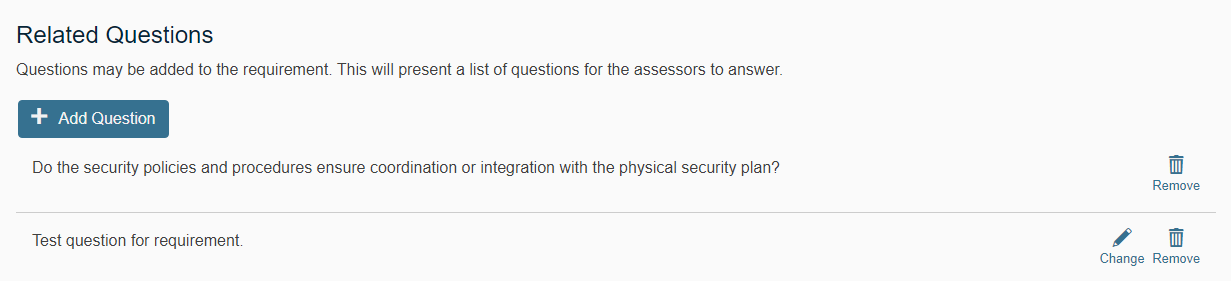 Related Questions
Questions may be added to the requirement. This will present a list of questions for the assessors to answer.
Add Question
Do the security policies and procedures ensure coordination or integration with the physical security plan?
Remove
Test question for requirement.
Change Remove